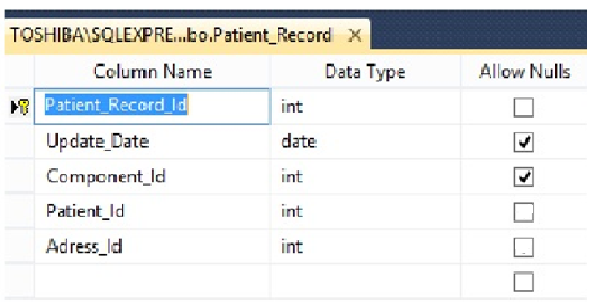 TOSHIBA\SQLEXPRE...bo.Patient_Record
Column Name Data Type Allow Nulls
Patient_Record_Id int
Update_Date date
Component_Id int
Patient_Id int
Adress_Id int